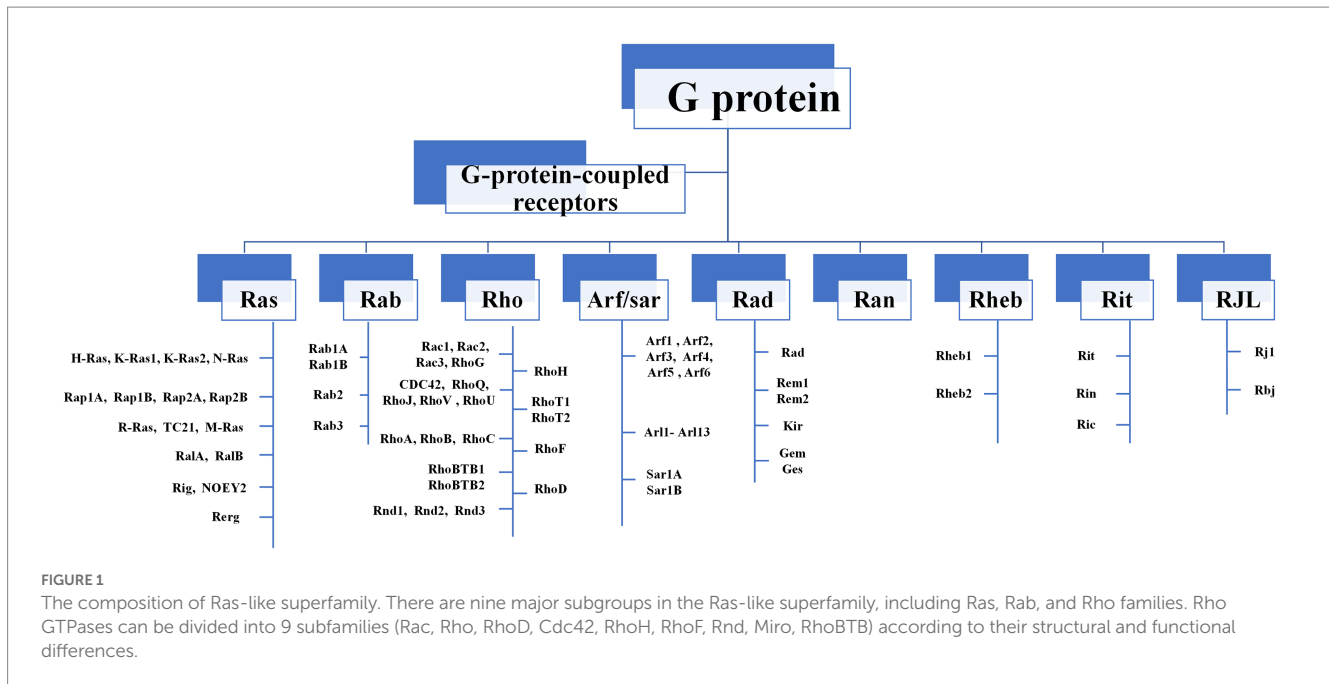 G protein
G-protein-coupled
receptors
Ras
Rab
Rho
Arf/sar
Rad
Ran
Rheb
Rit
RJL
H-Ras, K-Ras1, K-Ras2, N-Ras
Rap1A, Rap1B, Rap2A, Rap2B
R-Ras, TC21, M-Ras
RalA, RalB
Rig, NOEY2
Rerg
Rab1A
Rab1B
Rab2
Rab3
Rac1, Rac2,
Rac3, RhoG
CDC42, RhoQ,
RhoJ, RhoV , RhoU
RhoA, RhoB, RhoC
RhoBTB1
RhoBTB2
Rnd1, Rnd2, Rnd3
RhoH
RhoT1
RhoT2
RhoF
RhoD
Arf1 , Arf2,
Arf3, Arf4,
Arf5 , Arf6
Arl1- Arl13
Sar1A
Sar1B
Rad
Rem1
Rem2
Kir
Gem
Ges
Rheb1
Rheb2
Rit
Rin
Ric
Rj1
Rbj
FIGURE 1
The composition of Ras-like superfamily. There are nine major subgroups in the Ras-like superfamily, including Ras, Rab, and Rho families. Rho
GTPases can be divided into 9 subfamilies (Rac, Rho, RhoD, Cdc42, RhoH, RhoF, Rnd, Miro, RhoBTB) according to their structural and functional
differences.